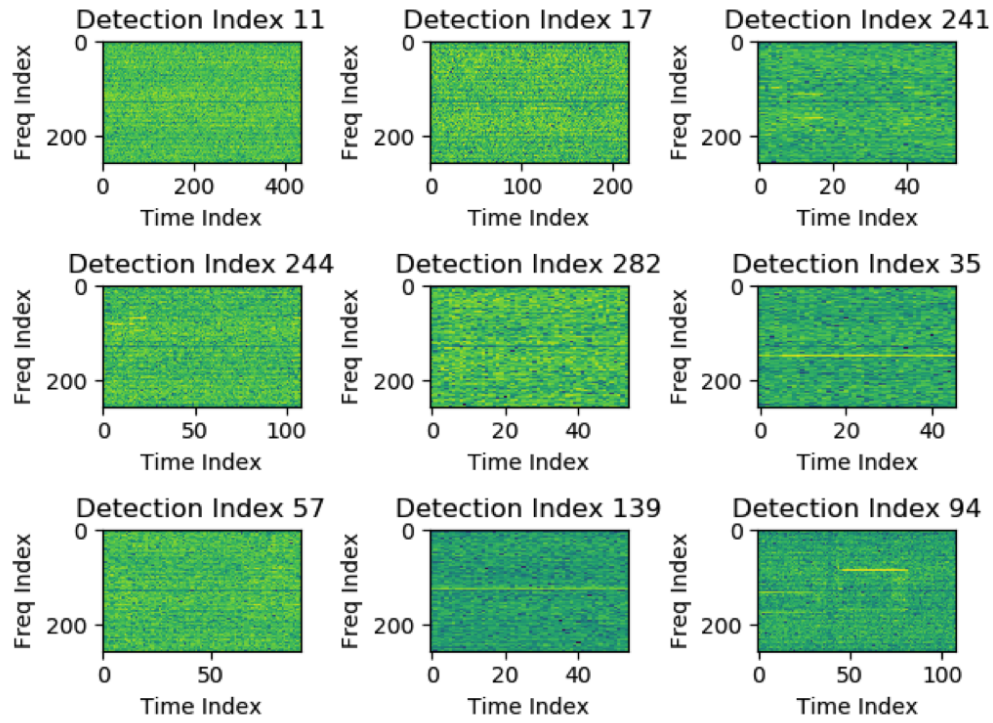 Detection Index 11
Freq Index
0
200
0
200
400
Time Index
Detection Index 17
Freq Index
0
200
0
100
200
Time Index
Detection Index 241
Freq Index
0
200
0
20
40
Time Index
Detection Index 244
Freq Index
0
200
0
50
100
Time Index
Detection Index 282
Freq Index
0
200
0
20
40
Time Index
Detection Index 35
Freq Index
0
200
0
20
40
Time Index
Detection Index 57
Freq Index
0
200
0
50
Time Index
Detection Index 139
Freq Index
0
200
0
20
40
Time Index
Detection Index 94
Freq Index
0
200
0
50
100
Time Index